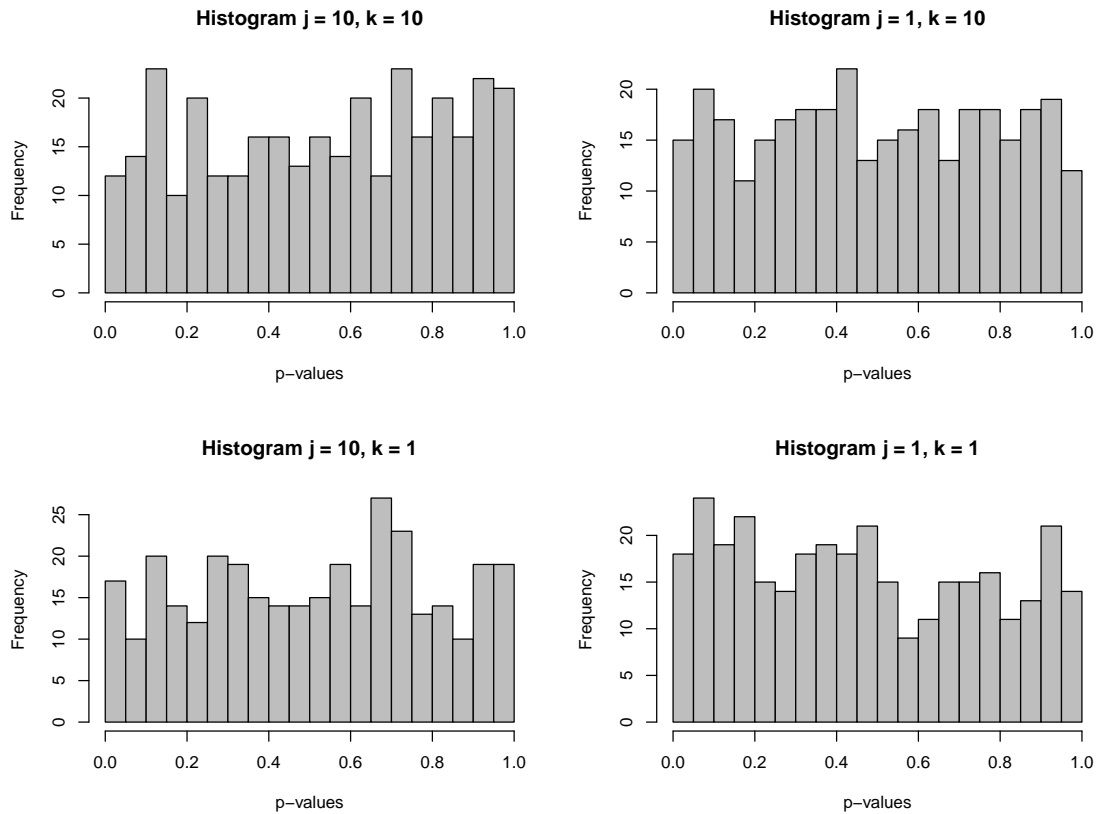 Histogram j = 10, k = 10
Frequency
20
15
10
5
0
0.0 0.2 0.4 0.6 0.8 1.0
p−values
Histogram j = 1, k = 10
Frequency
20
15
10
5
0
0.0 0.2 0.4 0.6 0.8 1.0
p−values
Histogram j = 10, k = 1
Frequency
25
20
15
10
5
0
0.0 0.2 0.4 0.6 0.8 1.0
p−values
Histogram j = 1, k = 1
Frequency
20
15
10
5
0
0.0 0.2 0.4 0.6 0.8 1.0
p−values